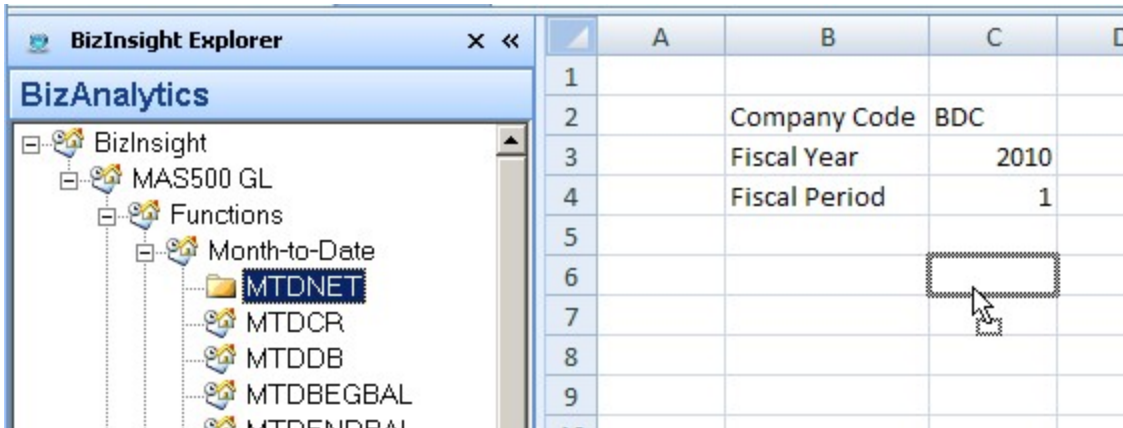 BizInsight Explorer
BizAnalytics
BizInsight
MAS500 GL
Functions
Month-to-Date
MTDNET
MTDCR
MTDDB
MTDBEGBAL
MTDENDBAL
A B C D
1
2 Company Code BDC
3 Fiscal Year 2010
4 Fiscal Period 1
5
6
7
8
9